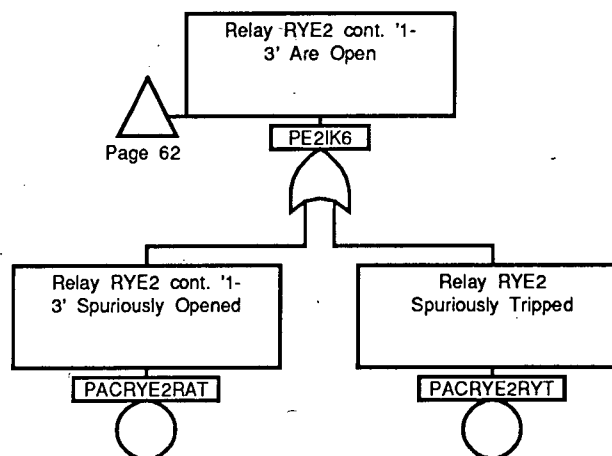 Relay RYE2 cont. '1-
3' Are Open
Page 62
PE2IK6
Relay RYE2 cont. '1-
3' Spuriously Opened
Relay RYE2
Spuriously Tripped
PACRYE2RAT
PACRYE2RYT